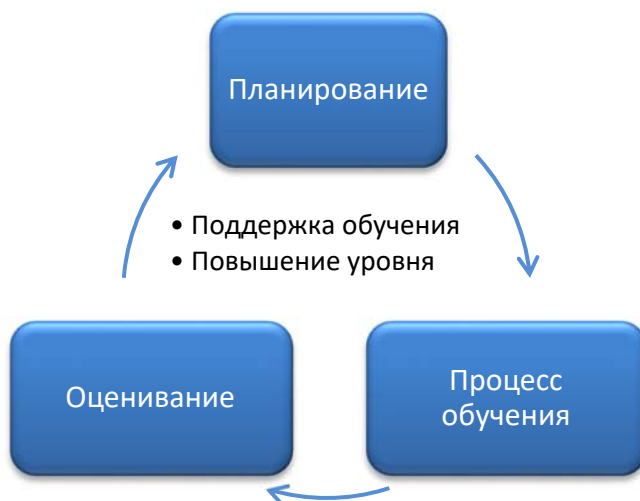 Планирование
• Поддержка обучения
• Повышение уровня
Оценивание
Процесс
обучения